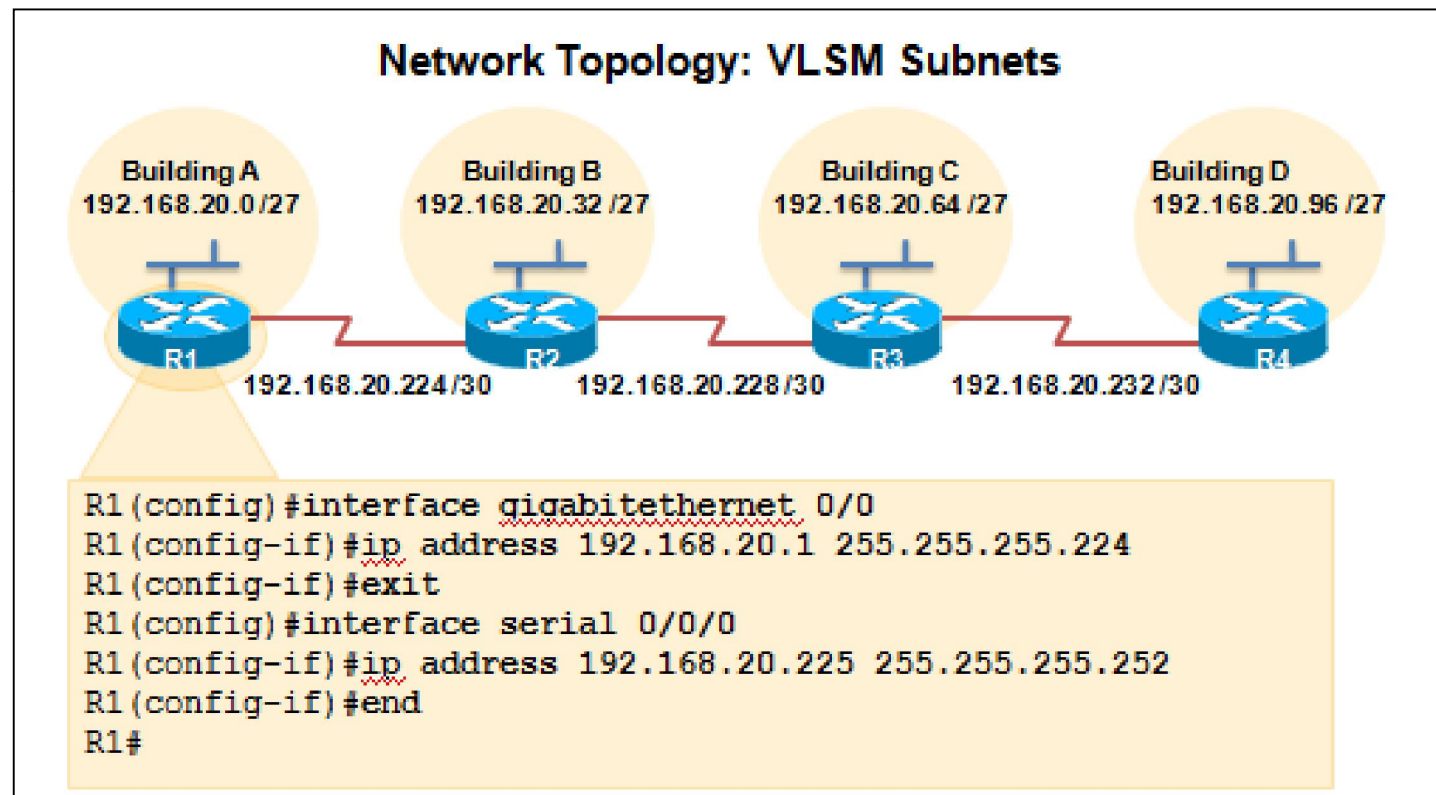 Network Topology: VLSM Subnets
Building A
192.168.20.0 /27
Building B
192.168.20.32 /27
Building C
192.168.20.64 /27
Building D
192.168.20.96 /27
R1
R2
R3
R4
192.168.20.224 /30
192.168.20.228 /30
192.168.20.232 /30
R1(config)#interface gigabitethernet 0/0
R1(config-if)#ip address 192.168.20.1 255.255.255.224
R1(config-if)#exit
R1(config)#interface serial 0/0/0
R1(config-if)#ip address 192.168.20.225 255.255.255.252
R1(config-if)#end
R1#